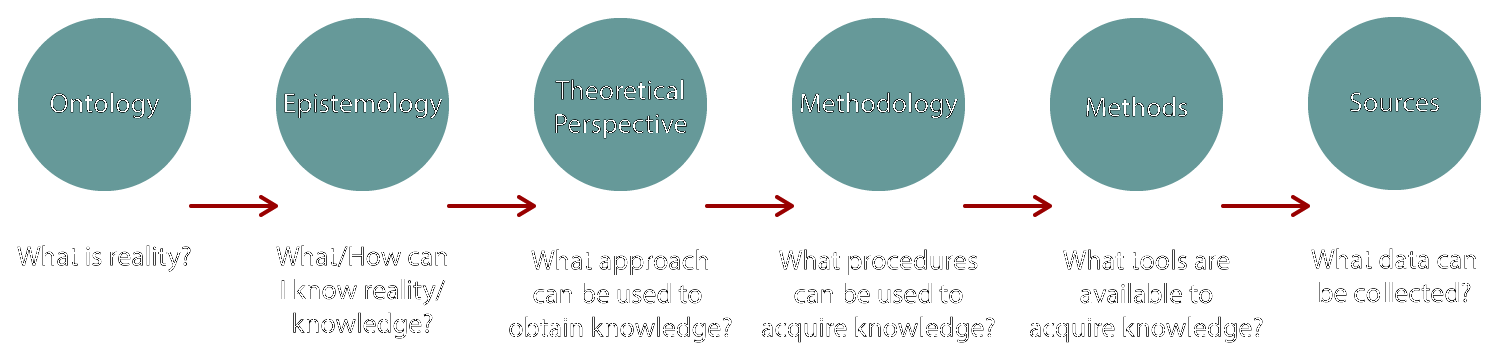 Ontology
Epistemology
Theoretical
Perspective
Methodology
Methods
Sources
What is reality?
What/How can
I know reality/
knowledge?
What approach
can be used to
obtain knowledge?
What procedures
can be used to
acquire knowledge?
What tools are
available to
acquire knowledge?
What data can
be collected?